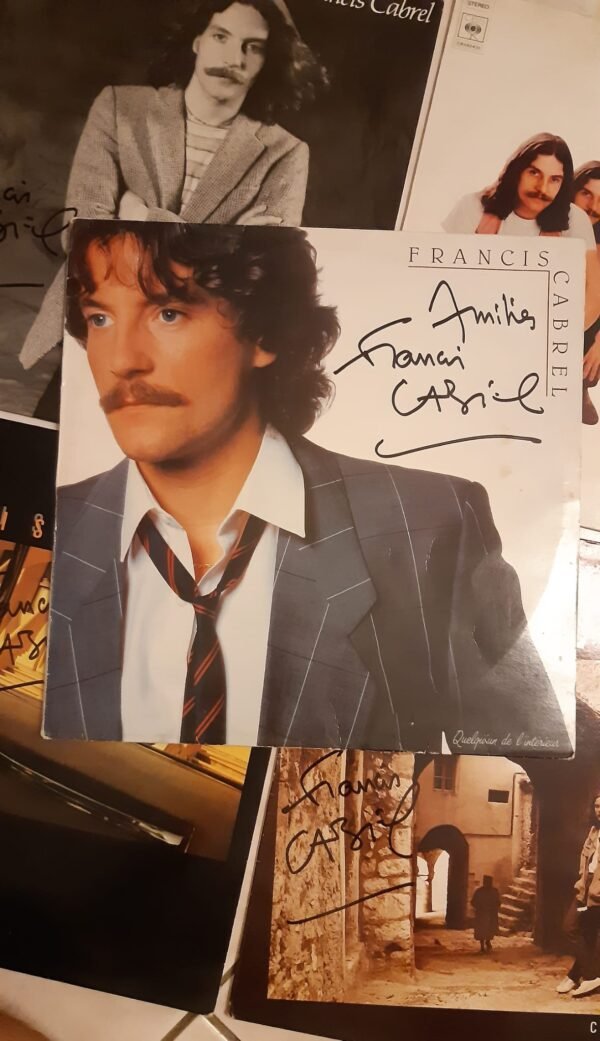 Francis Cabrel
STEREO
FRANCIS
CABREL
Amitiés
Francis
CABREL
Quelqu'un de l'intérieur
Francis
CABREL